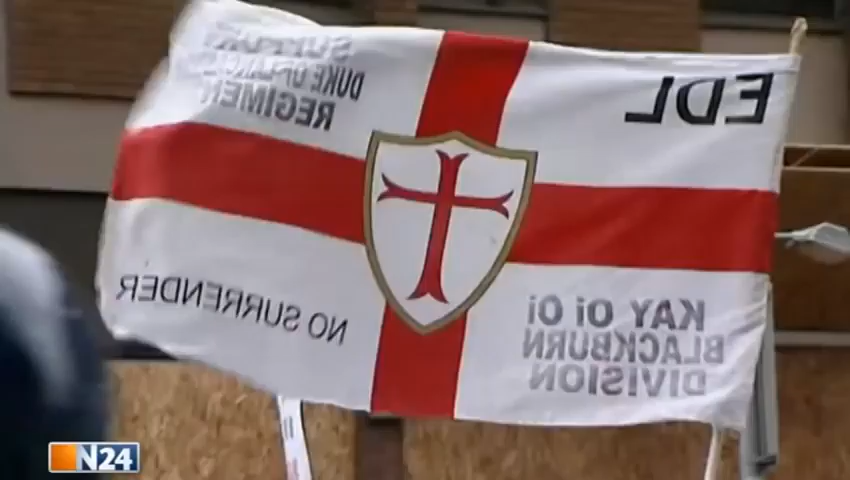 EDL
SUPPORT
DUKE OF LANCS
REGIMENT
KAY Oi Oi
BLACKBURN
DIVISION
NO SURRENDER
N24